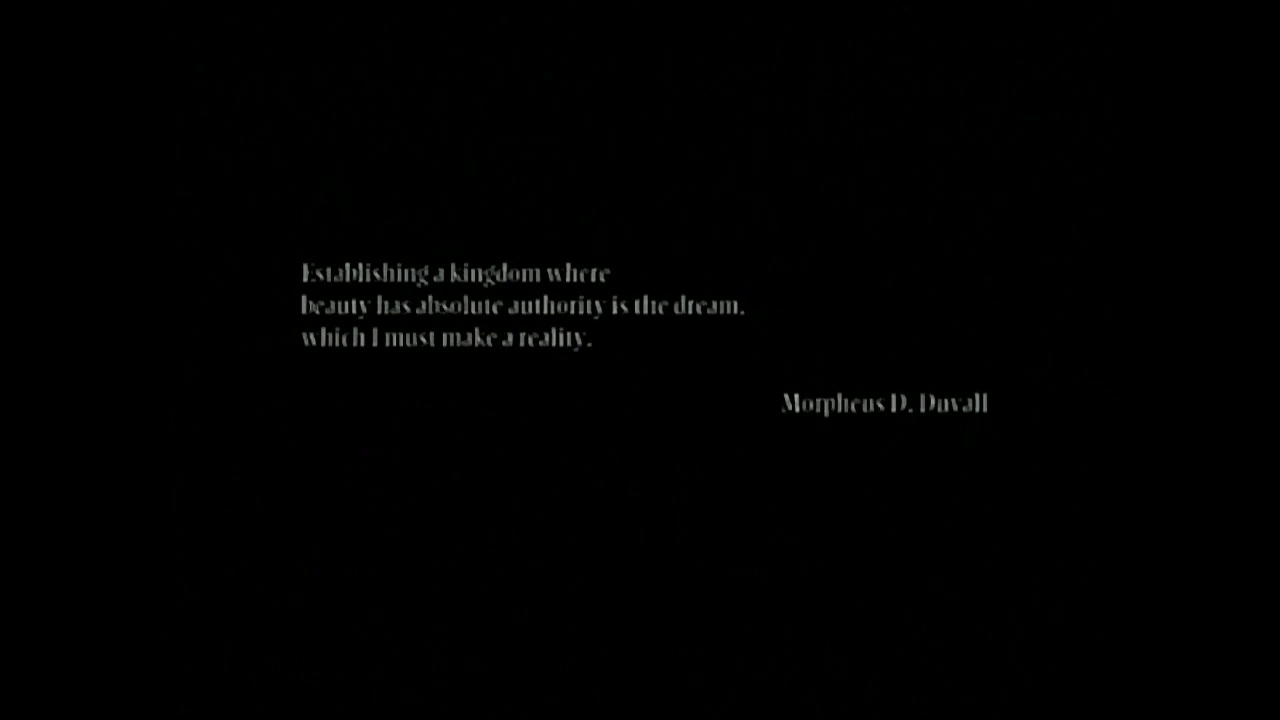 Establishing a kingdom where
beauty has absolute authority is the dream,
which I must make a reality.
Morpheus D. Duvall